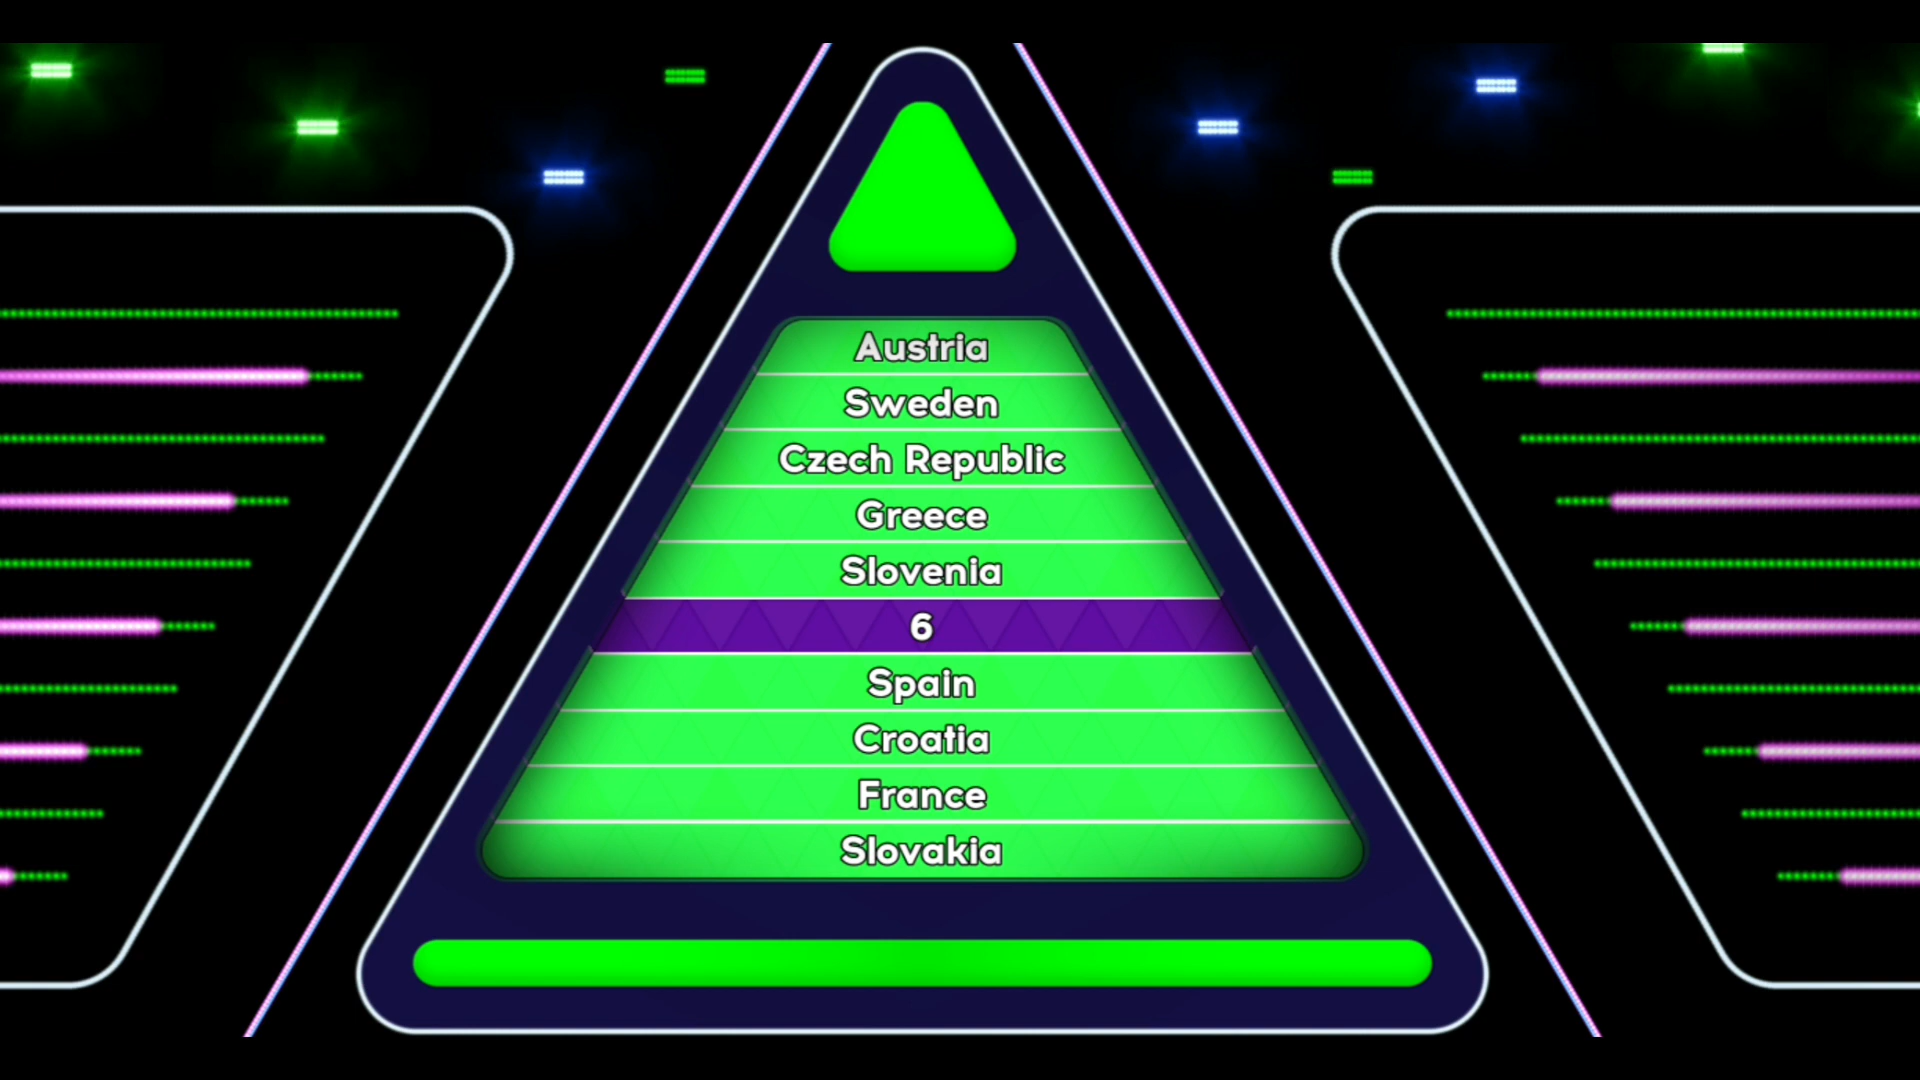 Austria
Sweden
Czech Republic
Greece
Slovenia
6
Spain
Croatia
France
Slovakia